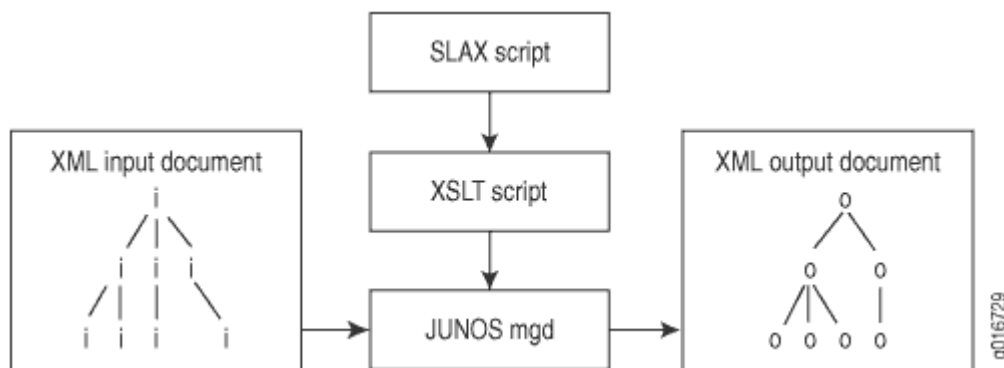 SLAX script
XML input document
XSLT script
XML output document
i
i i i
i i i i
JUNOS mgd
o
o o
o o o o
g016729